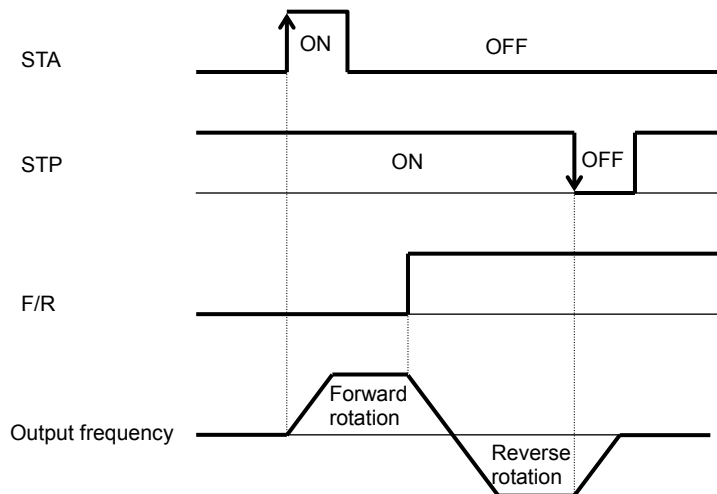 STA
ON
OFF
STP
ON
OFF
F/R
Output frequency
Forward
rotation
Reverse
rotation